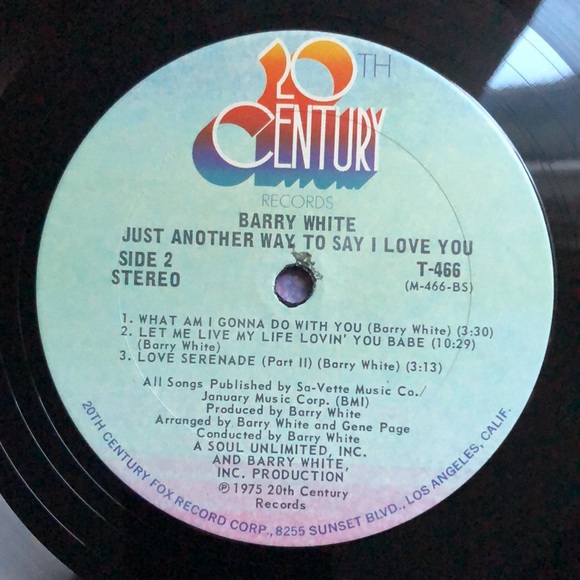 20TH
CENTURY
RECORDS
BARRY WHITE
JUST ANOTHER WAY TO SAY I LOVE YOU
SIDE 2
STEREO
T-466
(M-466-BS)
1. WHAT AM I GONNA DO WITH YOU (Barry White) (3:30)
2. LET ME LIVE MY LIFE LOVIN' YOU BABE (10:29)
(Barry White)
3. LOVE SERENADE (Part II) (Barry White) (3:13)
All Songs Published by Sa-Vette Music Co./
January Music Corp. (BMI)
Produced by Barry White
Arranged by Barry White and Gene Page
Conducted by Barry White
A SOUL UNLIMITED, INC.
AND BARRY WHITE,
INC. PRODUCTION
℗ 1975 20th Century
Records
20TH CENTURY FOX RECORD CORP., 8255 SUNSET BLVD., LOS ANGELES, CALIF.